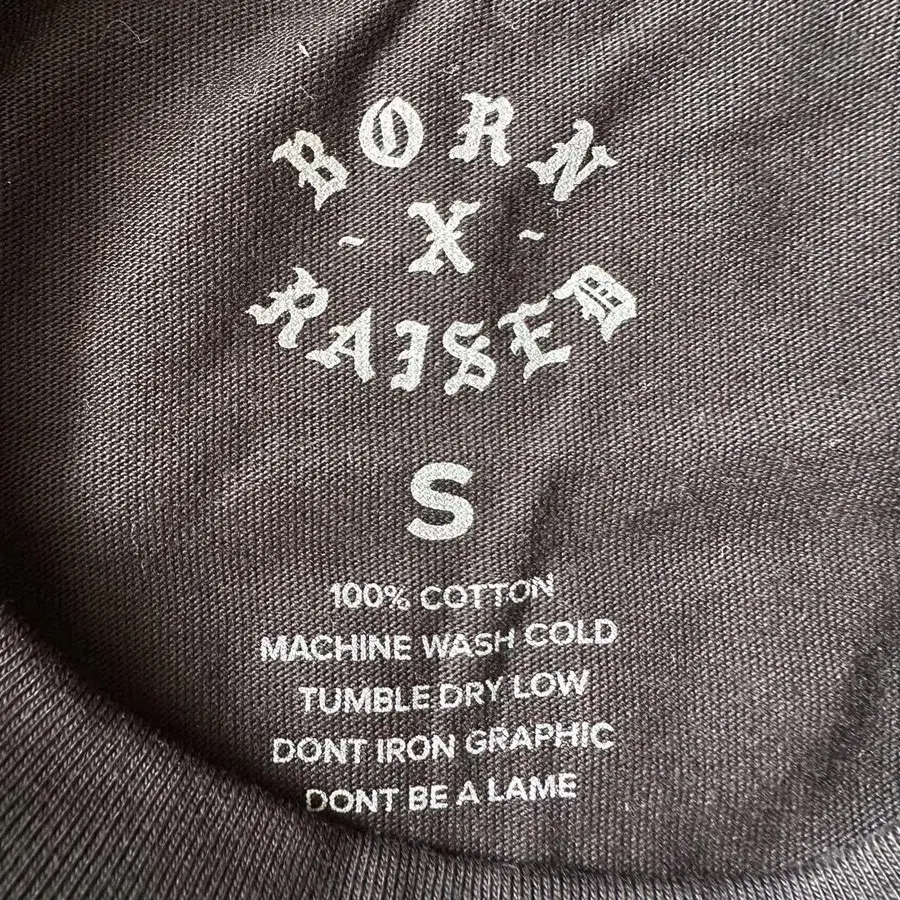 BORN
~ X ~
RAISED
S
100% COTTON
MACHINE WASH COLD
TUMBLE DRY LOW
DONT IRON GRAPHIC
DONT BE A LAME